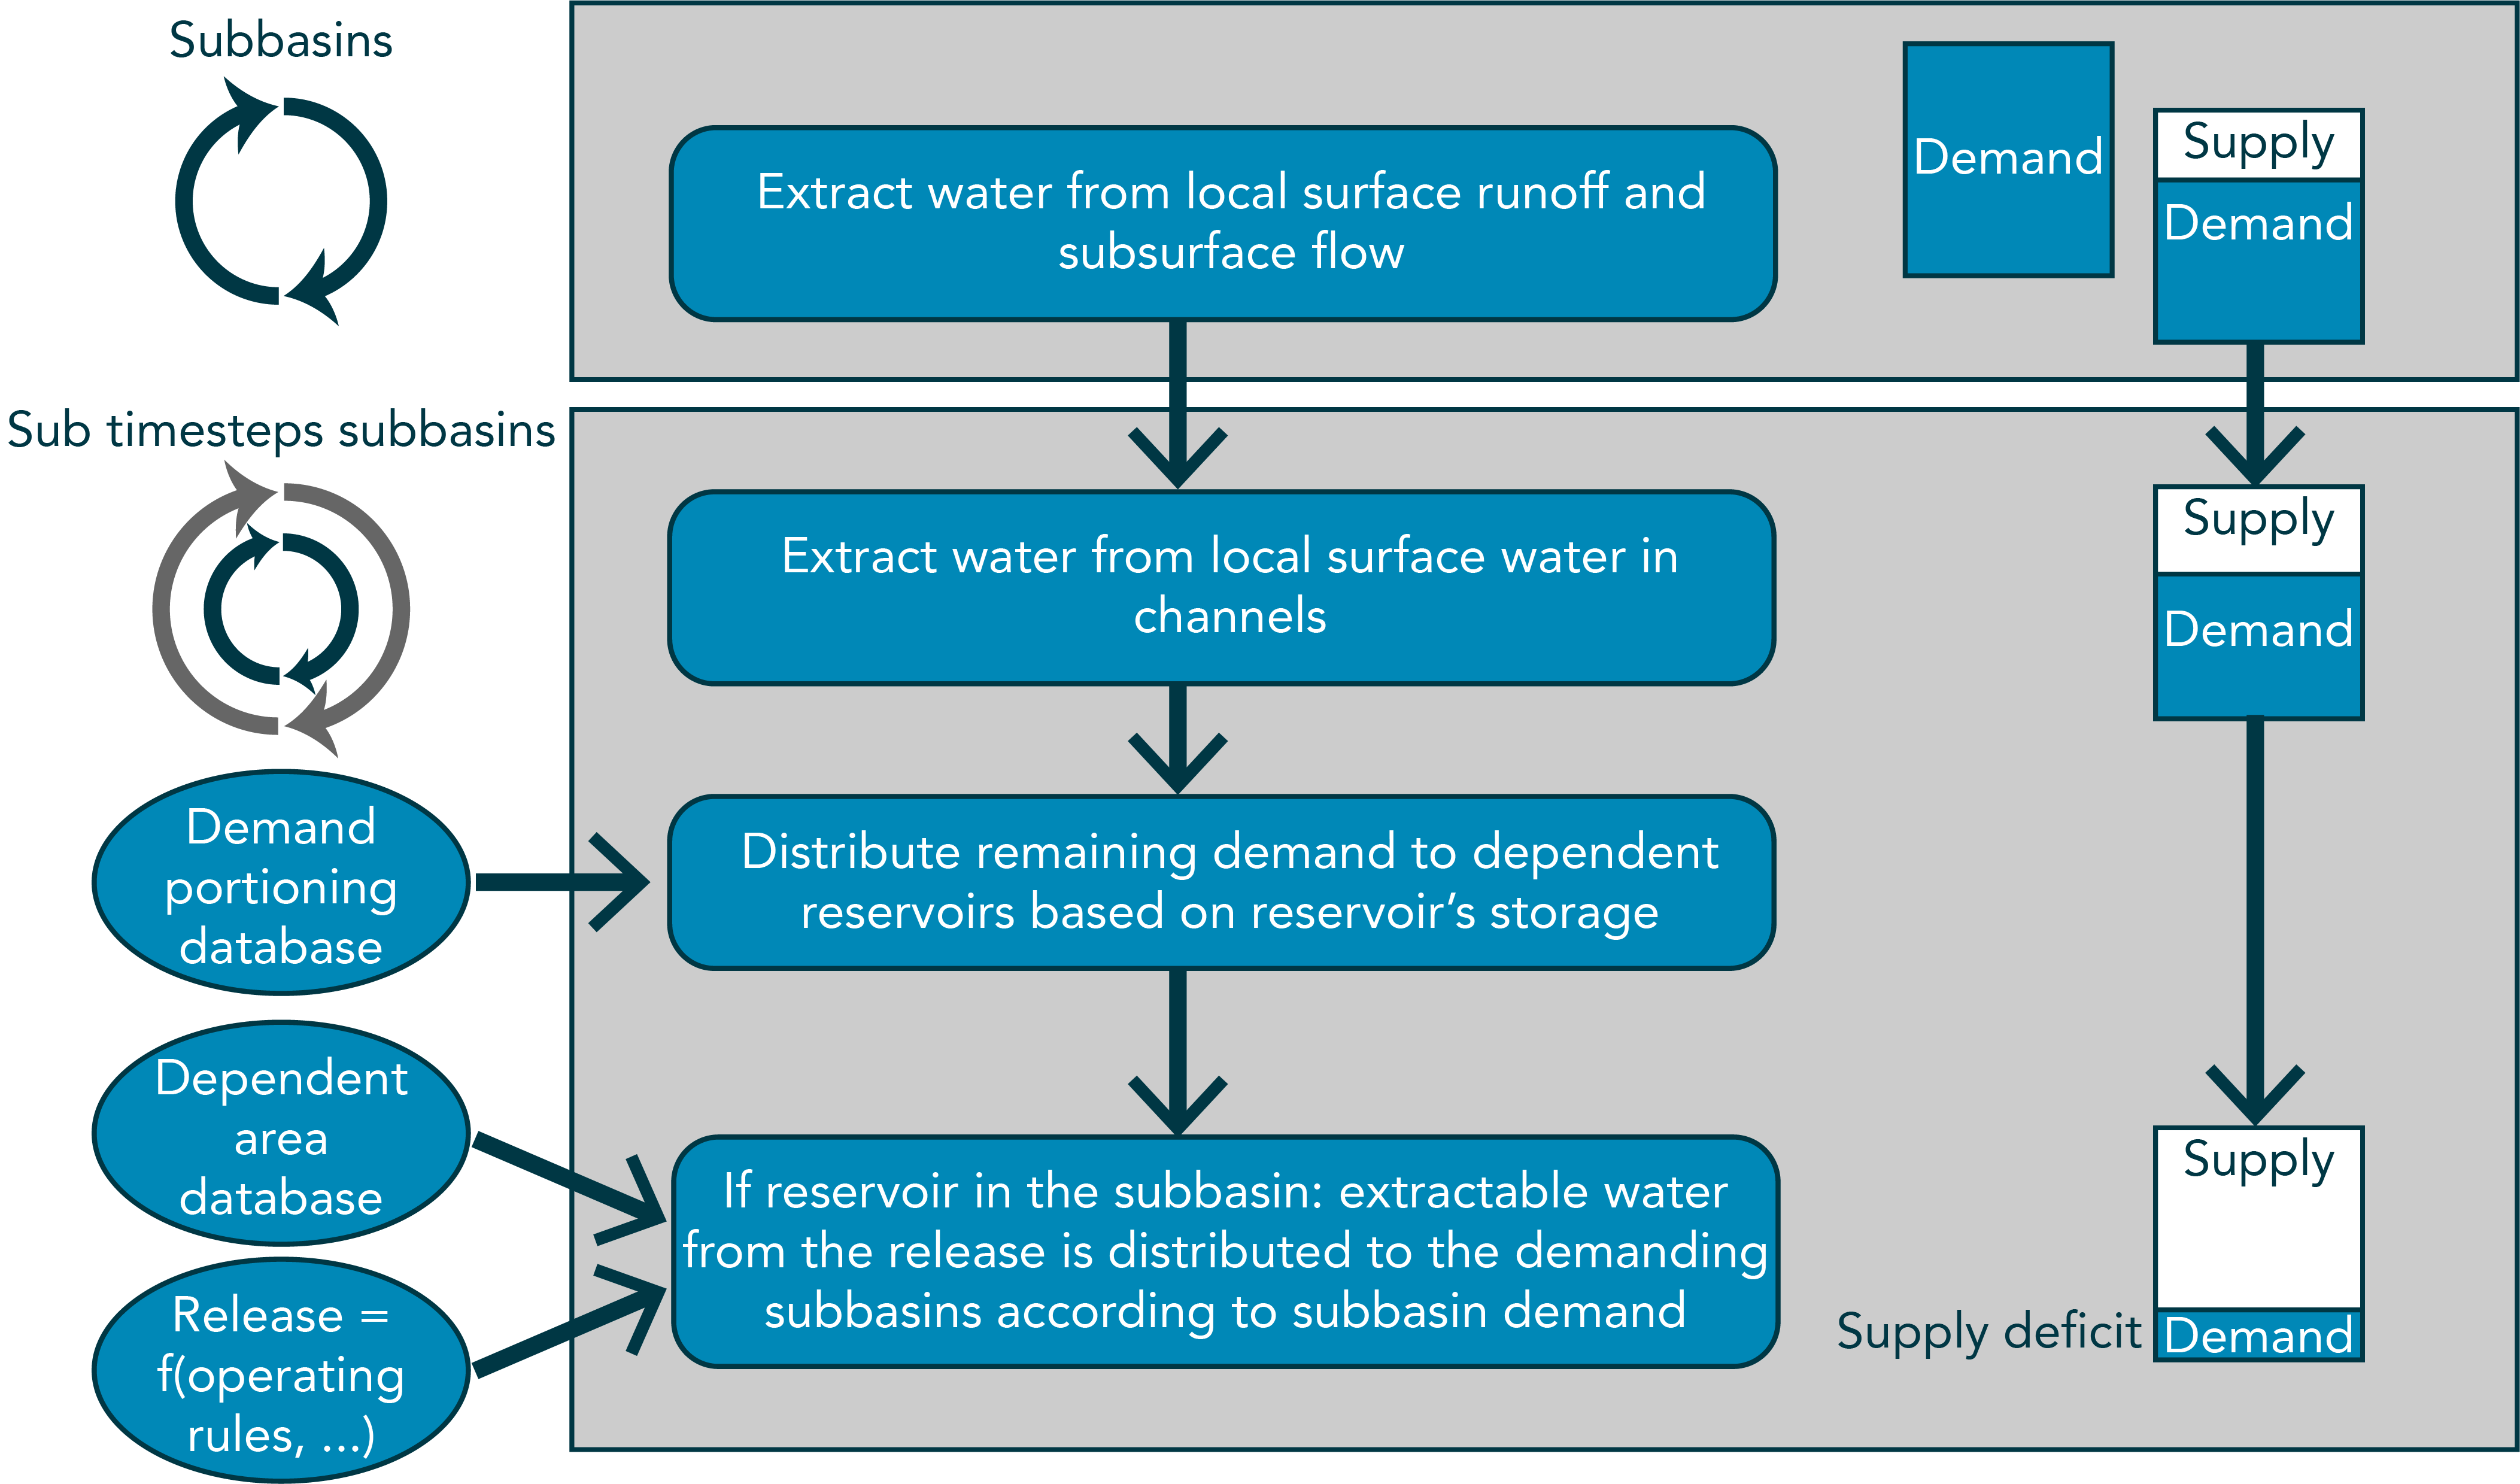 Subbasins
Extract water from local surface runoff and
subsurface flow
Demand
Supply
Demand
Sub timesteps subbasins
Extract water from local surface water in
channels
Supply
Demand
Demand
portioning
database
Distribute remaining demand to dependent
reservoirs based on reservoir’s storage
Dependent
area
database
If reservoir in the subbasin: extractable water
from the release is distributed to the demanding
subbasins according to subbasin demand
Supply
Supply deficit
Demand
Release =
f(operating
rules, ...)